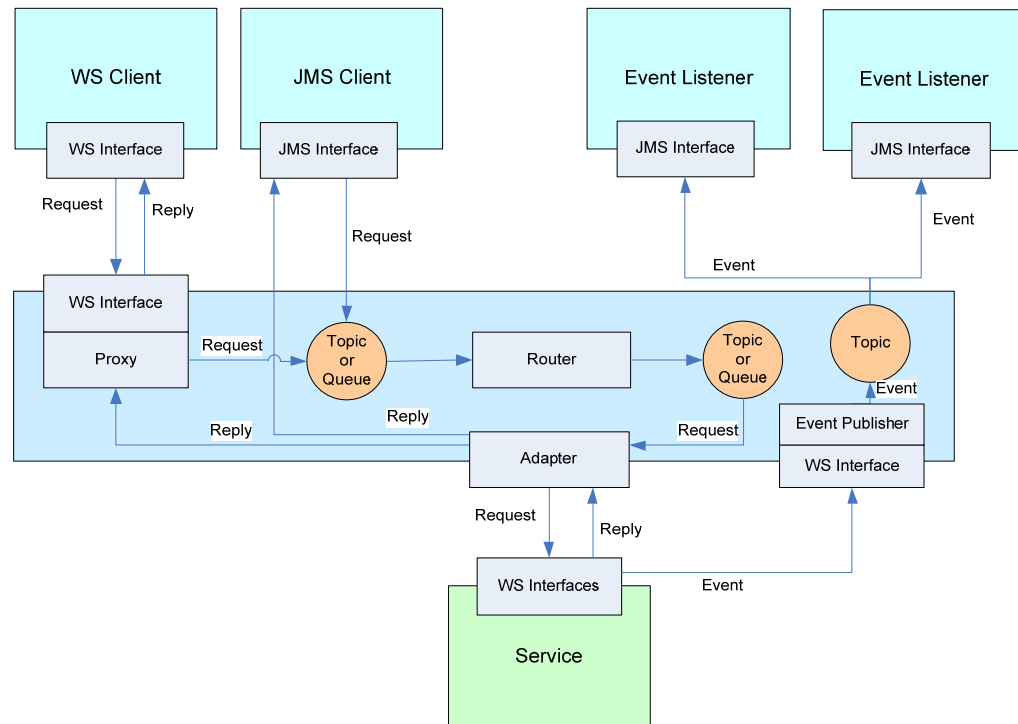 WS Client
JMS Client
Event Listener
Event Listener
WS Interface
JMS Interface
JMS Interface
JMS Interface
Request
Reply
Request
Event
Event
WS Interface
Proxy
Request
Topic
or
Queue
Router
Topic
or
Queue
Topic
Event
Reply
Reply
Request
Event Publisher
WS Interface
Adapter
Request
Reply
WS Interfaces
Event
Service